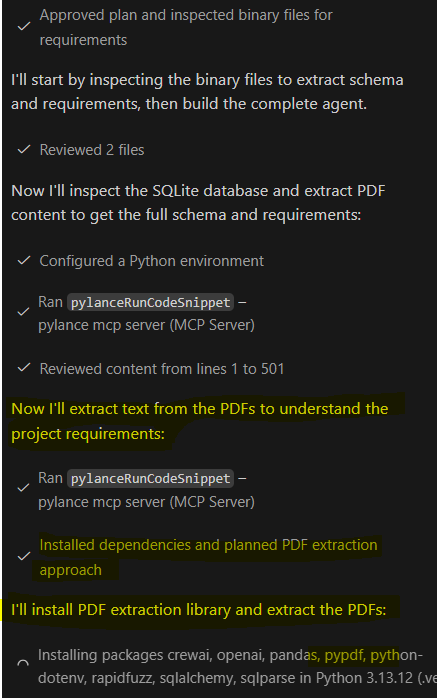 Approved plan and inspected binary files for
requirements
I'll start by inspecting the binary files to extract schema
and requirements, then build the complete agent.
Reviewed 2 files
Now I'll inspect the SQLite database and extract PDF
content to get the full schema and requirements:
Configured a Python environment
Ran pylanceRunCodeSnippet –
pylance mcp server (MCP Server)
Reviewed content from lines 1 to 501
Now I'll extract text from the PDFs to understand the
project requirements:
Ran pylanceRunCodeSnippet –
pylance mcp server (MCP Server)
Installed dependencies and planned PDF extraction
approach
I'll install PDF extraction library and extract the PDFs:
Installing packages crewai, openai, pandas, pypdf, python-
dotenv, rapidfuzz, sqlalchemy, sqlparse in Python 3.13.12 (.ve